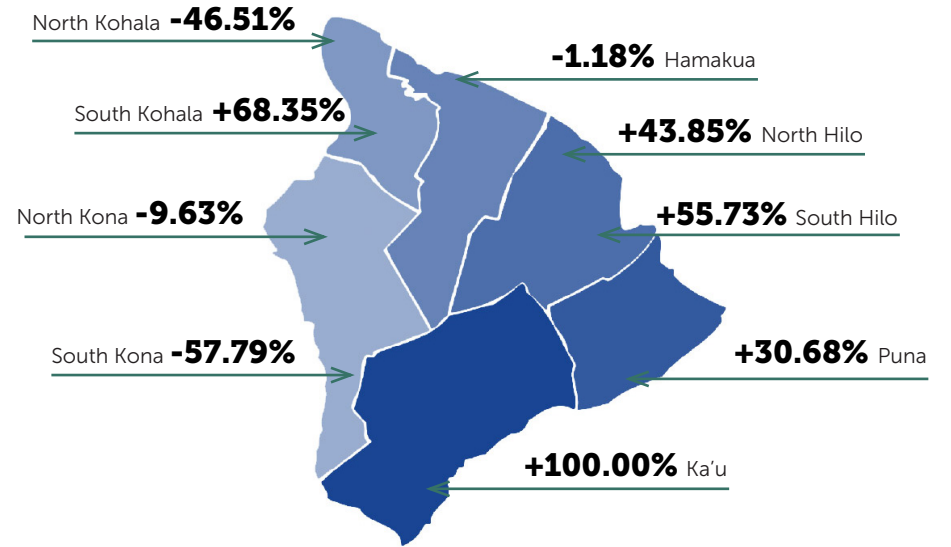 North Kohala -46.51%
-1.18% Hamakua
South Kohala +68.35%
+43.85% North Hilo
North Kona -9.63%
+55.73% South Hilo
South Kona -57.79%
+30.68% Puna
+100.00% Ka’u